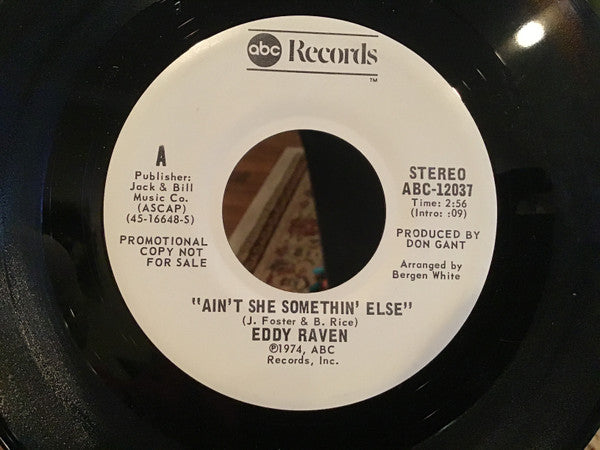 abc Records
TM
A
Publisher:
Jack & Bill
Music Co.
(ASCAP)
(45-16648-S)
PROMOTIONAL
COPY NOT
FOR SALE
STEREO
ABC-12037
Time: 2:56
(Intro: :09)
PRODUCED BY
DON GANT
Arranged by
Bergen White
"AIN'T SHE SOMETHIN' ELSE"
(J. Foster & B. Rice)
EDDY RAVEN
℗1974, ABC
Records, Inc.